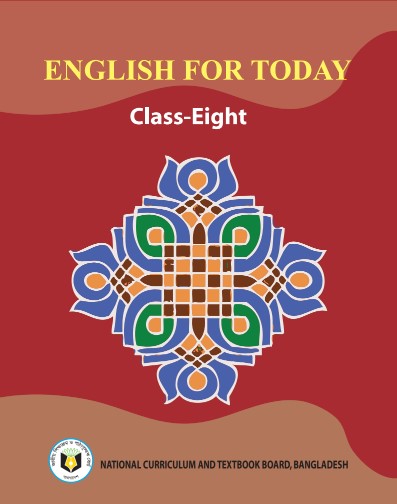 ENGLISH FOR TODAY
Class-Eight
NATIONAL CURRICULUM AND TEXTBOOK BOARD, BANGLADESH